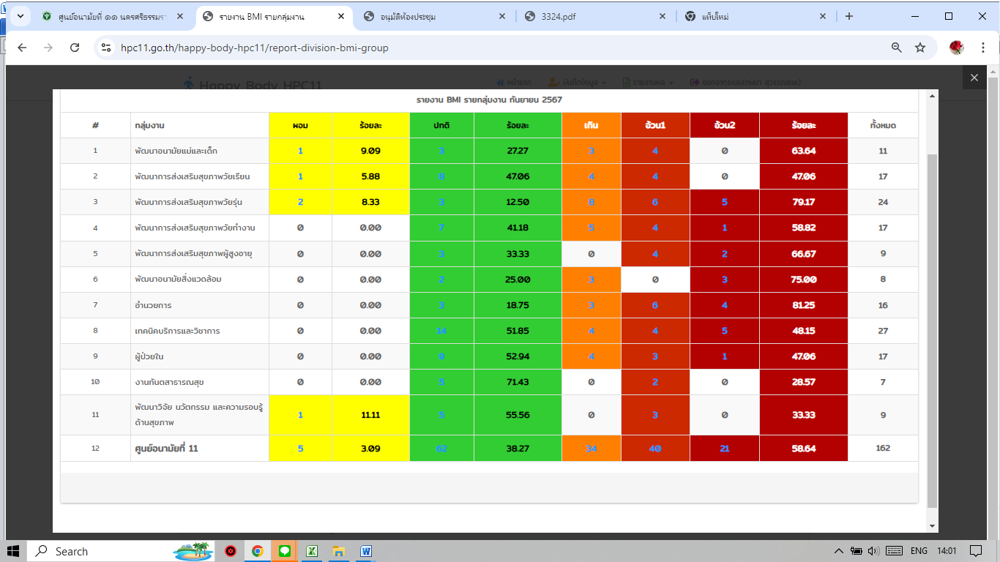 ศูนย์อนามัยที่ ๑๑ นครศรีธรรมรา
รายงาน BMI รายกลุ่มงาน
อนุมัติห้องประชุม
3324.pdf
แท็บใหม่
hpc11.go.th/happy-body-hpc11/report-division-bmi-group
Happy Body HPC11 หน้าแรก บันทึกข้อมูล รายงานผล
รายงาน BMI รายกลุ่มงาน กันยายน 2567
# กลุ่มงาน ผอม ร้อยละ ปกติ ร้อยละ เกิน อ้วน1 อ้วน2 ร้อยละ ทั้งหมด
1 พัฒนาอนามัยแม่และเด็ก 1 9.09 3 27.27 3 4 0 63.64 11
2 พัฒนาการส่งเสริมสุขภาพวัยเรียน 1 5.88 8 47.06 4 4 0 47.06 17
3 พัฒนาการส่งเสริมสุขภาพวัยรุ่น 2 8.33 3 12.50 8 6 5 79.17 24
4 พัฒนาการส่งเสริมสุขภาพวัยทำงาน 0 0.00 7 41.18 5 4 1 58.82 17
5 พัฒนาการส่งเสริมสุขภาพผู้สูงอายุ 0 0.00 3 33.33 0 4 2 66.67 9
6 พัฒนาอนามัยสิ่งแวดล้อม 0 0.00 2 25.00 3 0 3 75.00 8
7 อำนวยการ 0 0.00 3 18.75 3 6 4 81.25 16
8 เทคนิคบริการและวิชาการ 0 0.00 14 51.85 4 4 5 48.15 27
9 ผู้ป่วยใน 0 0.00 9 52.94 4 3 1 47.06 17
10 งานทันตสาธารณสุข 0 0.00 5 71.43 0 2 0 28.57 7
11 พัฒนาวิจัย นวัตกรรม และความรอบรู้
ด้านสุขภาพ 1 11.11 5 55.56 0 3 0 33.33 9
12 ศูนย์อนามัยที่ 11 5 3.09 62 38.27 34 40 21 58.64 162
Search
ENG 14:01